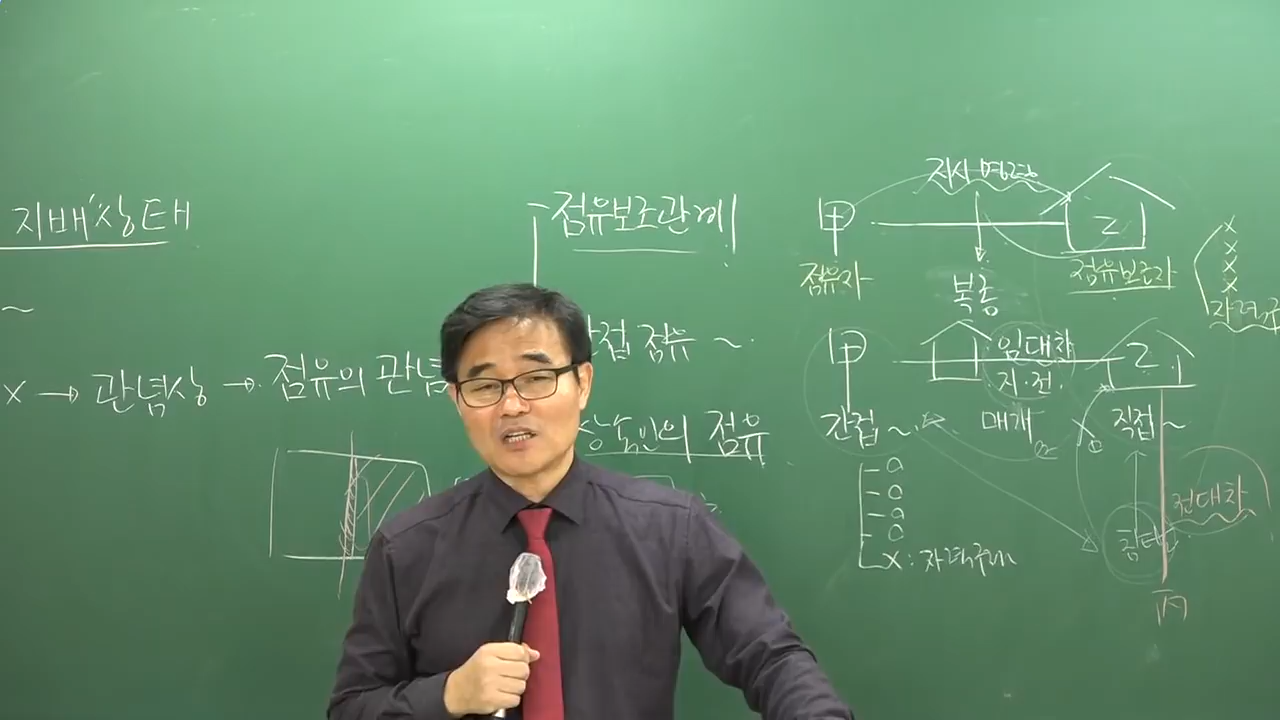 지배상태
~
x → 관념상 → 점유의 관념
점유보조관계
접 점유 ~
상속인의 점유
지시 명령
甲
乙
점유자
복종
점유보조자
x
x
x
x
甲
임대차
지·전·
乙
간접 ~
매개
직접 ~
전대차
x : 자력구제
丙